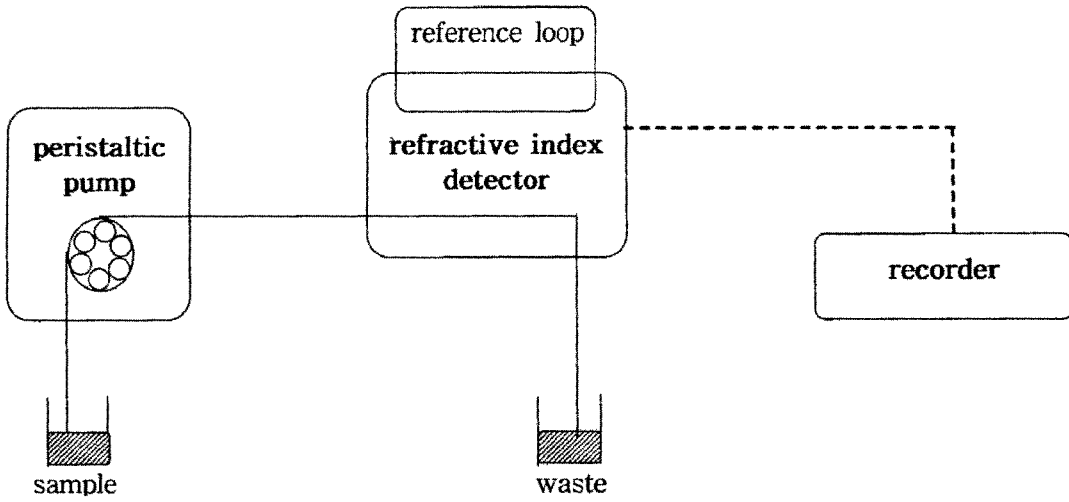 reference loop
peristaltic
pump
refractive index
detector
recorder
sample
waste